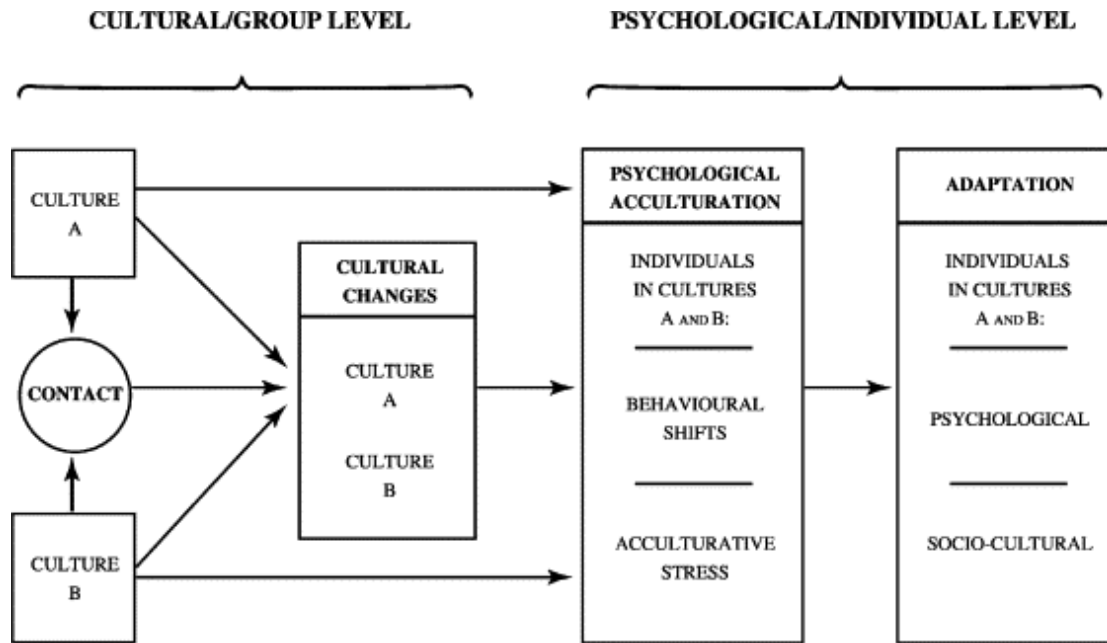 CULTURAL/GROUP LEVEL
PSYCHOLOGICAL/INDIVIDUAL LEVEL
CULTURE
A
CONTACT
CULTURE
B
CULTURAL
CHANGES
CULTURE
A
CULTURE
B
PSYCHOLOGICAL
ACCULTURATION
INDIVIDUALS
IN CULTURES
A AND B:
BEHAVIOURAL
SHIFTS
ACCULTURATIVE
STRESS
ADAPTATION
INDIVIDUALS
IN CULTURES
A AND B:
PSYCHOLOGICAL
SOCIO-CULTURAL